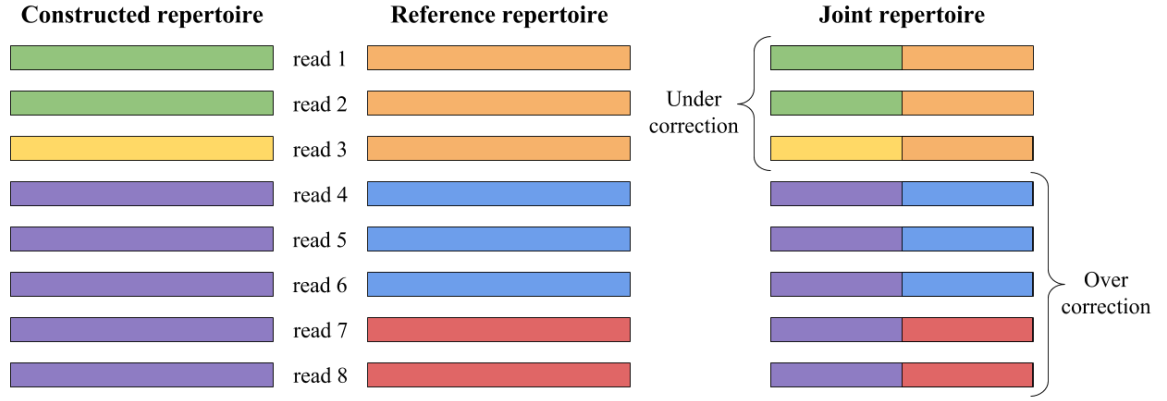 Constructed repertoire
Reference repertoire
Joint repertoire
read 1
read 2
read 3
read 4
read 5
read 6
read 7
read 8
Under
correction
Over
correction